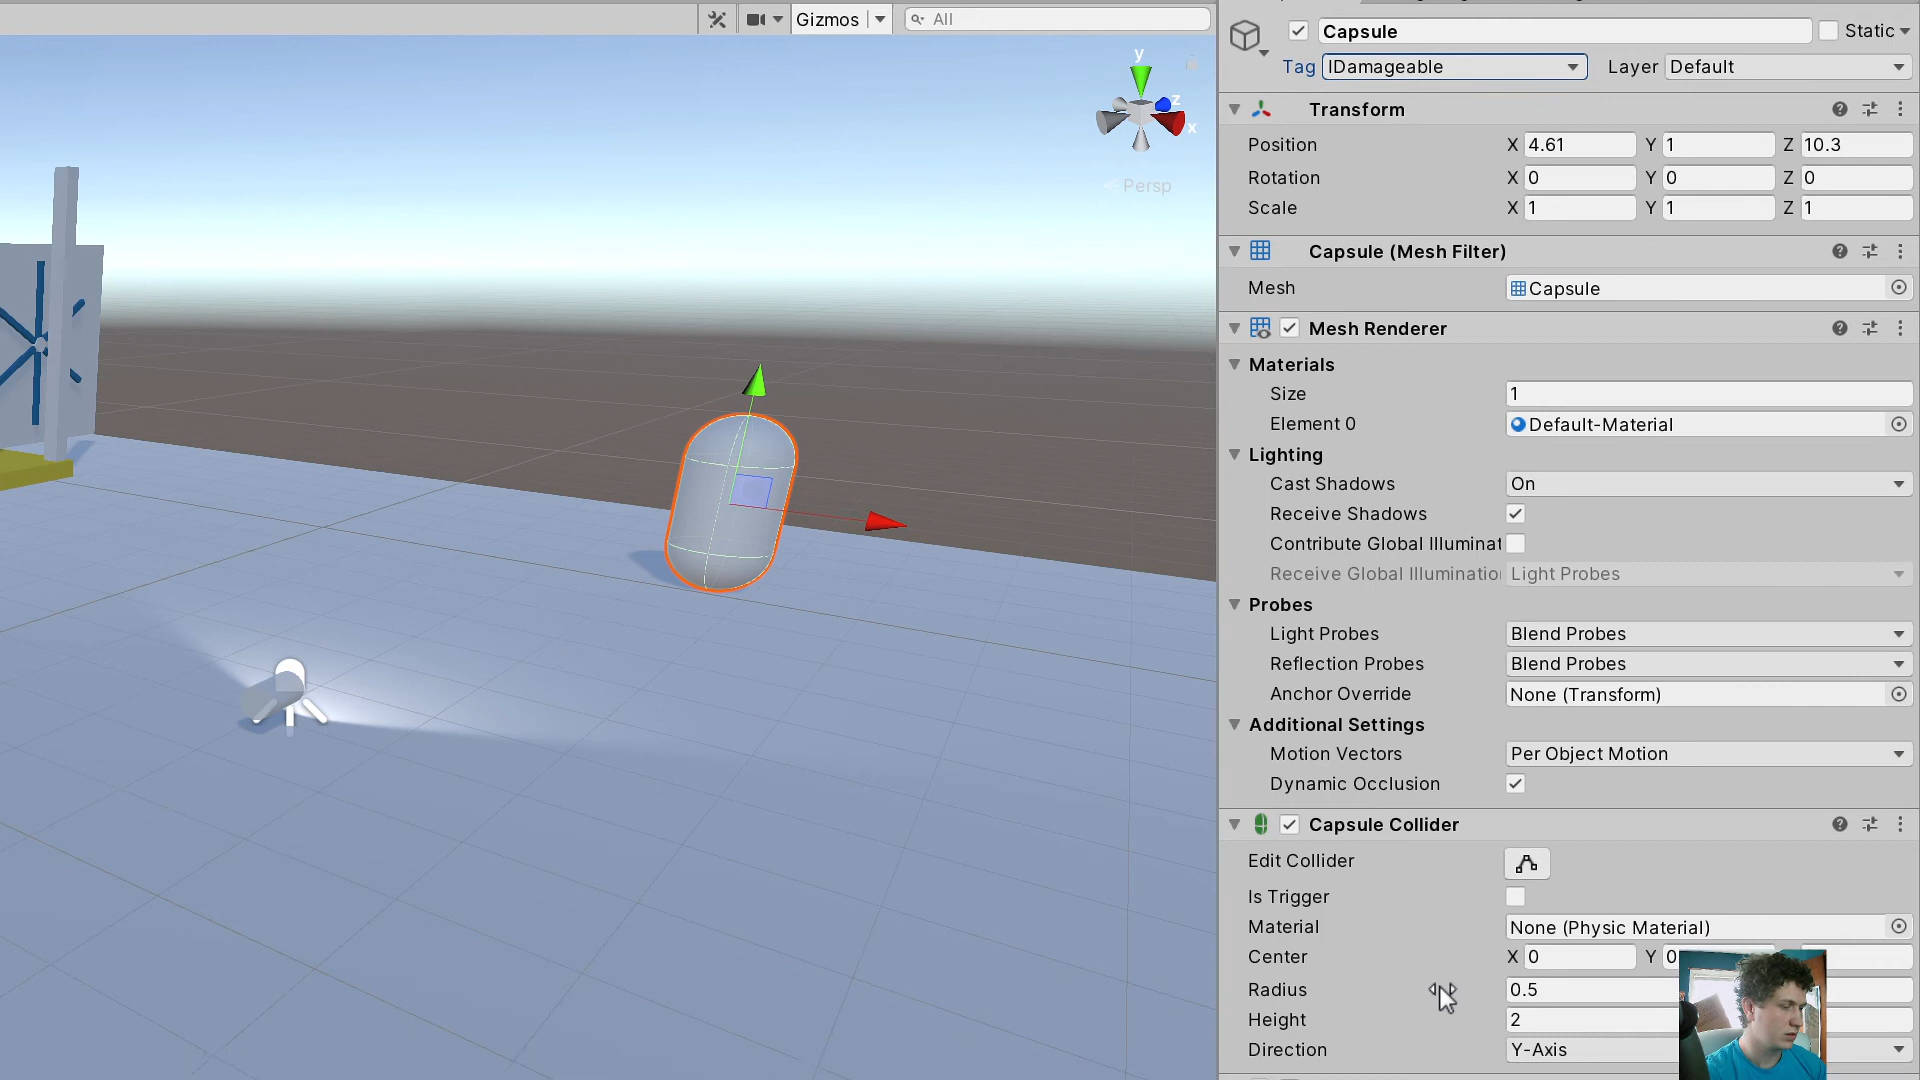 Gizmos
All
Capsule
Static
Tag IDamageable Layer Default
y
z
x
Persp
Transform
Position X 4.61 Y 1 Z 10.3
Rotation X 0 Y 0 Z 0
Scale X 1 Y 1 Z 1
Capsule (Mesh Filter)
Mesh Capsule
Mesh Renderer
Materials
Size 1
Element 0 Default-Material
Lighting
Cast Shadows On
Receive Shadows
Contribute Global Illuminat
Receive Global Illuminatio Light Probes
Probes
Light Probes Blend Probes
Reflection Probes Blend Probes
Anchor Override None (Transform)
Additional Settings
Motion Vectors Per Object Motion
Dynamic Occlusion
Capsule Collider
Edit Collider
Is Trigger
Material None (Physic Material)
Center X 0 Y 0
Radius 0.5
Height 2
Direction Y-Axis